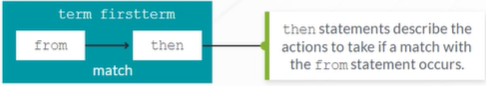 term firstterm
from
then
match
then statements describe the
actions to take if a match with
the from statement occurs.